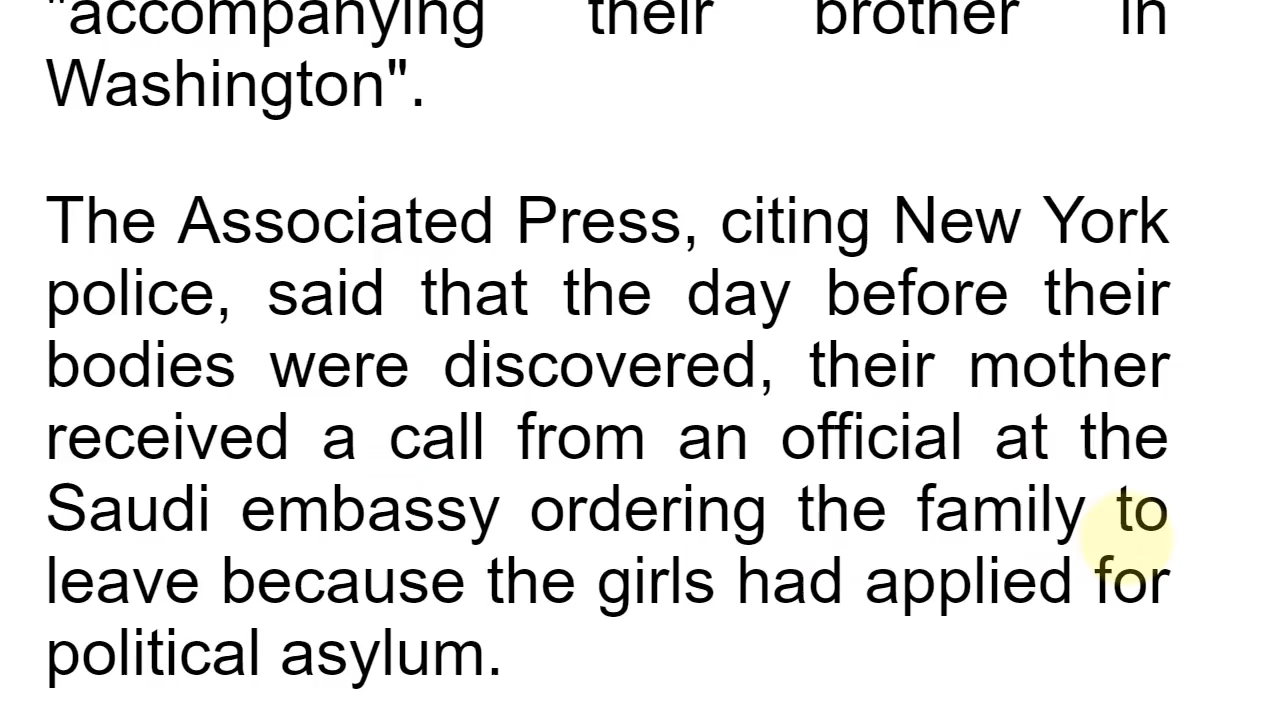 "accompanying their brother in
Washington".
The Associated Press, citing New York
police, said that the day before their
bodies were discovered, their mother
received a call from an official at the
Saudi embassy ordering the family to
leave because the girls had applied for
political asylum.